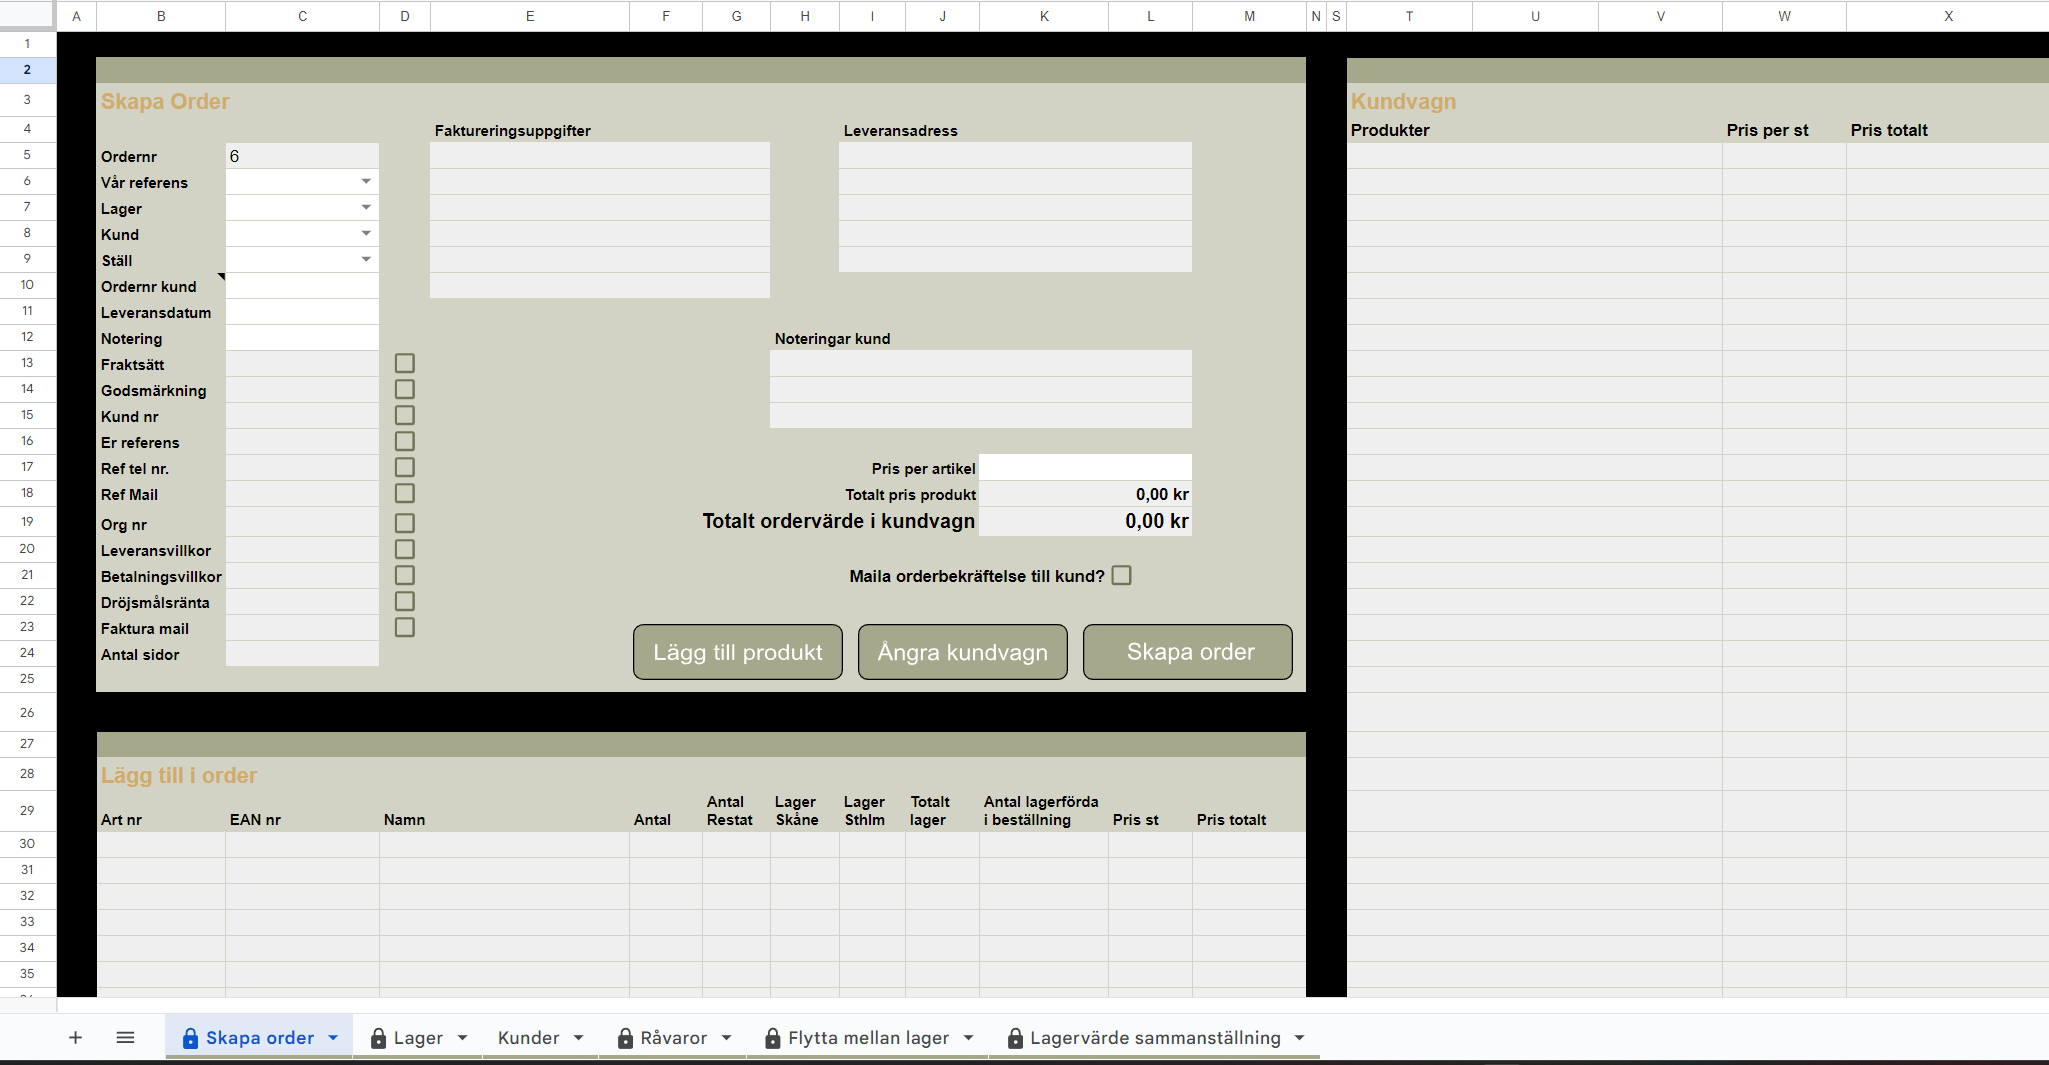 A B C D E F G H I J K L M N S T U V W X
1
2
3 Skapa Order Kundvagn
4 Faktureringsuppgifter Leveransadress Produkter Pris per st Pris totalt
5 Ordernr 6
6 Vår referens
7 Lager
8 Kund
9 Ställ
10 Ordernr kund
11 Leveransdatum
12 Notering Noteringar kund
13 Fraktsätt
14 Godsmärkning
15 Kund nr
16 Er referens
17 Ref tel nr. Pris per artikel
18 Ref Mail Totalt pris produkt 0,00 kr
19 Org nr Totalt ordervärde i kundvagn 0,00 kr
20 Leveransvillkor
21 Betalningsvillkor Maila orderbekräftelse till kund?
22 Dröjsmålsränta
23 Faktura mail
24 Antal sidor Lägg till produkt Ångra kundvagn Skapa order
25
26
27
28 Lägg till i order
29 Art nr EAN nr Namn Antal Antal Restat Lager Skåne Lager Sthlm Totalt lager Antal lagerförda i beställning Pris st Pris totalt
30
31
32
33
34
35
+ Skapa order Lager Kunder Råvaror Flytta mellan lager Lagervärde sammanställning